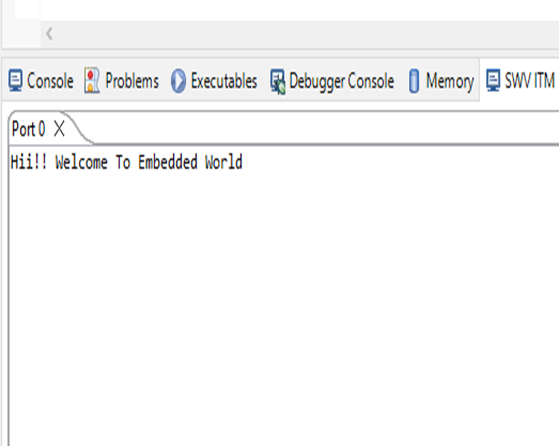 Console Problems Executables Debugger Console Memory SWV ITM
Port 0
Hii!! Welcome To Embedded World